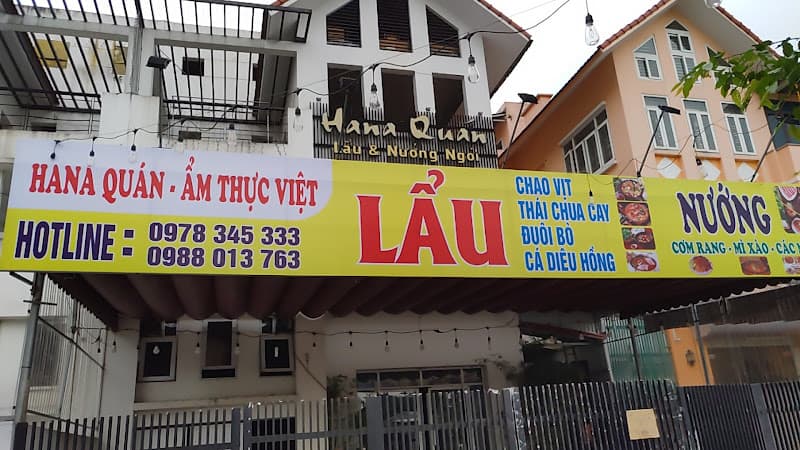 Hana Quán
Lẩu & Nướng Ngói
HANA QUÁN - ẨM THỰC VIỆT
HOTLINE: 0978 345 333
0988 013 763
LẨU
CHAO VỊT
THÁI CHUA CAY
ĐUÔI BÒ
CÁ DIÊU HỒNG
NƯỚNG
CƠM RANG - MÌ XÀO - CÁC